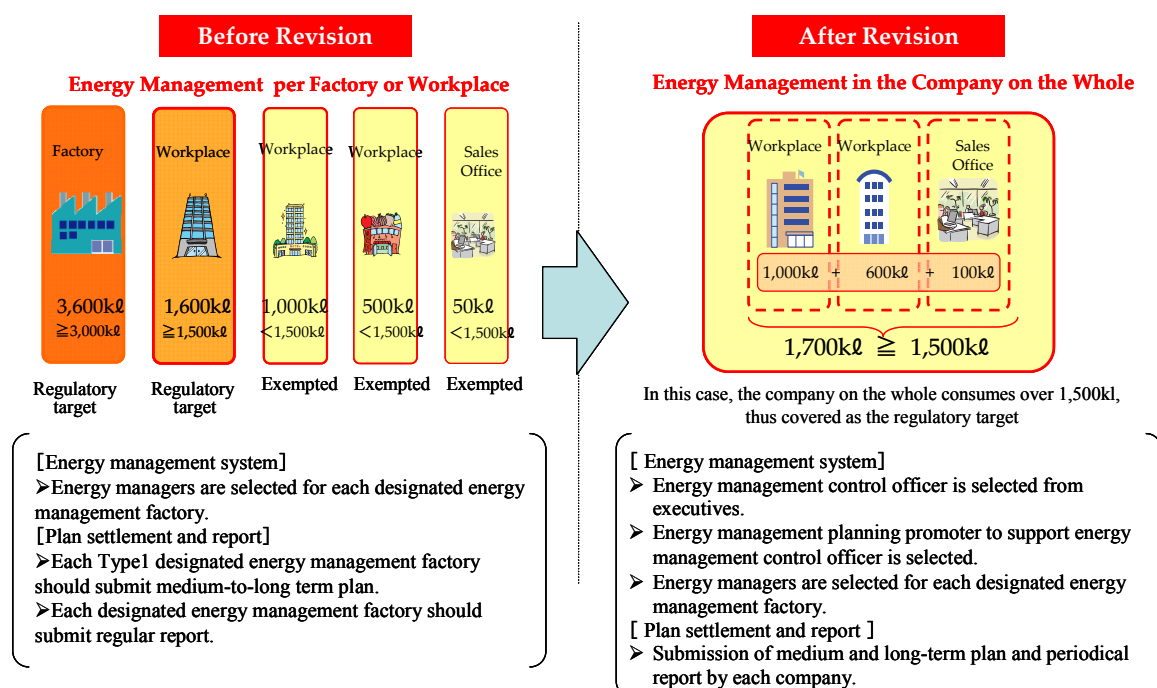 Before Revision
Energy Management per Factory or Workplace
Factory
3,600kℓ
≧3,000kℓ
Regulatory
target
Workplace
1,600kℓ
≧1,500kℓ
Regulatory
target
Workplace
1,000kℓ
<1,500kℓ
Exempted
Workplace
500kℓ
<1,500kℓ
Exempted
Sales
Office
50kℓ
<1,500kℓ
Exempted
[Energy management system]
➢Energy managers are selected for each designated energy
management factory.
[Plan settlement and report]
➢Each Type1 designated energy management factory
should submit medium-to-long term plan.
➢Each designated energy management factory should
submit regular report.
After Revision
Energy Management in the Company on the Whole
Workplace
Workplace
Sales
Office
1,000kℓ + 600kℓ + 100kℓ
1,700kℓ ≧ 1,500kℓ
In this case, the company on the whole consumes over 1,500kl,
thus covered as the regulatory target
[ Energy management system]
➢ Energy management control officer is selected from
executives.
➢ Energy management planning promoter to support energy
management control officer is selected.
➢ Energy managers are selected for each designated energy
management factory.
[ Plan settlement and report ]
➢ Submission of medium and long-term plan and periodical
report by each company.